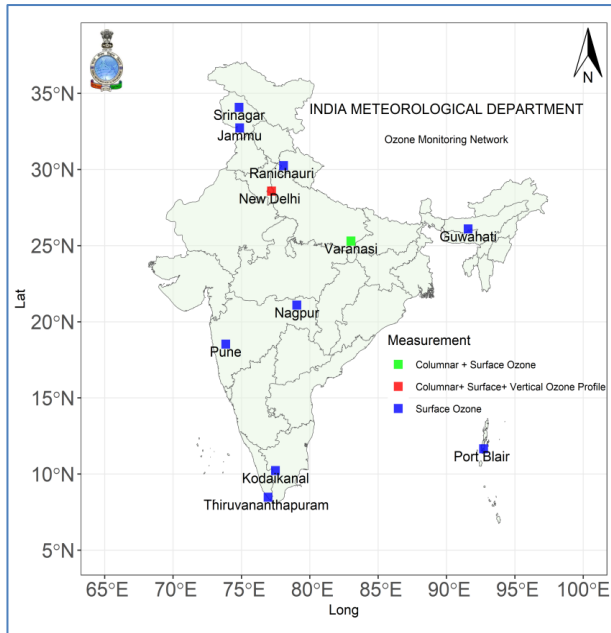 N
35°N
INDIA METEOROLOGICAL DEPARTMENT
Srinagar
Jammu
Ozone Monitoring Network
30°N
Ranichauri
New Delhi
25°N
Varanasi
Guwahati
Lat
20°N
Nagpur
Pune
Measurement
Columnar + Surface Ozone
Columnar+ Surface+ Vertical Ozone Profile
Surface Ozone
15°N
10°N
Port Blair
Kodaikanal
Thiruvananthapuram
5°N
65°E 70°E 75°E 80°E 85°E 90°E 95°E 100°E
Long